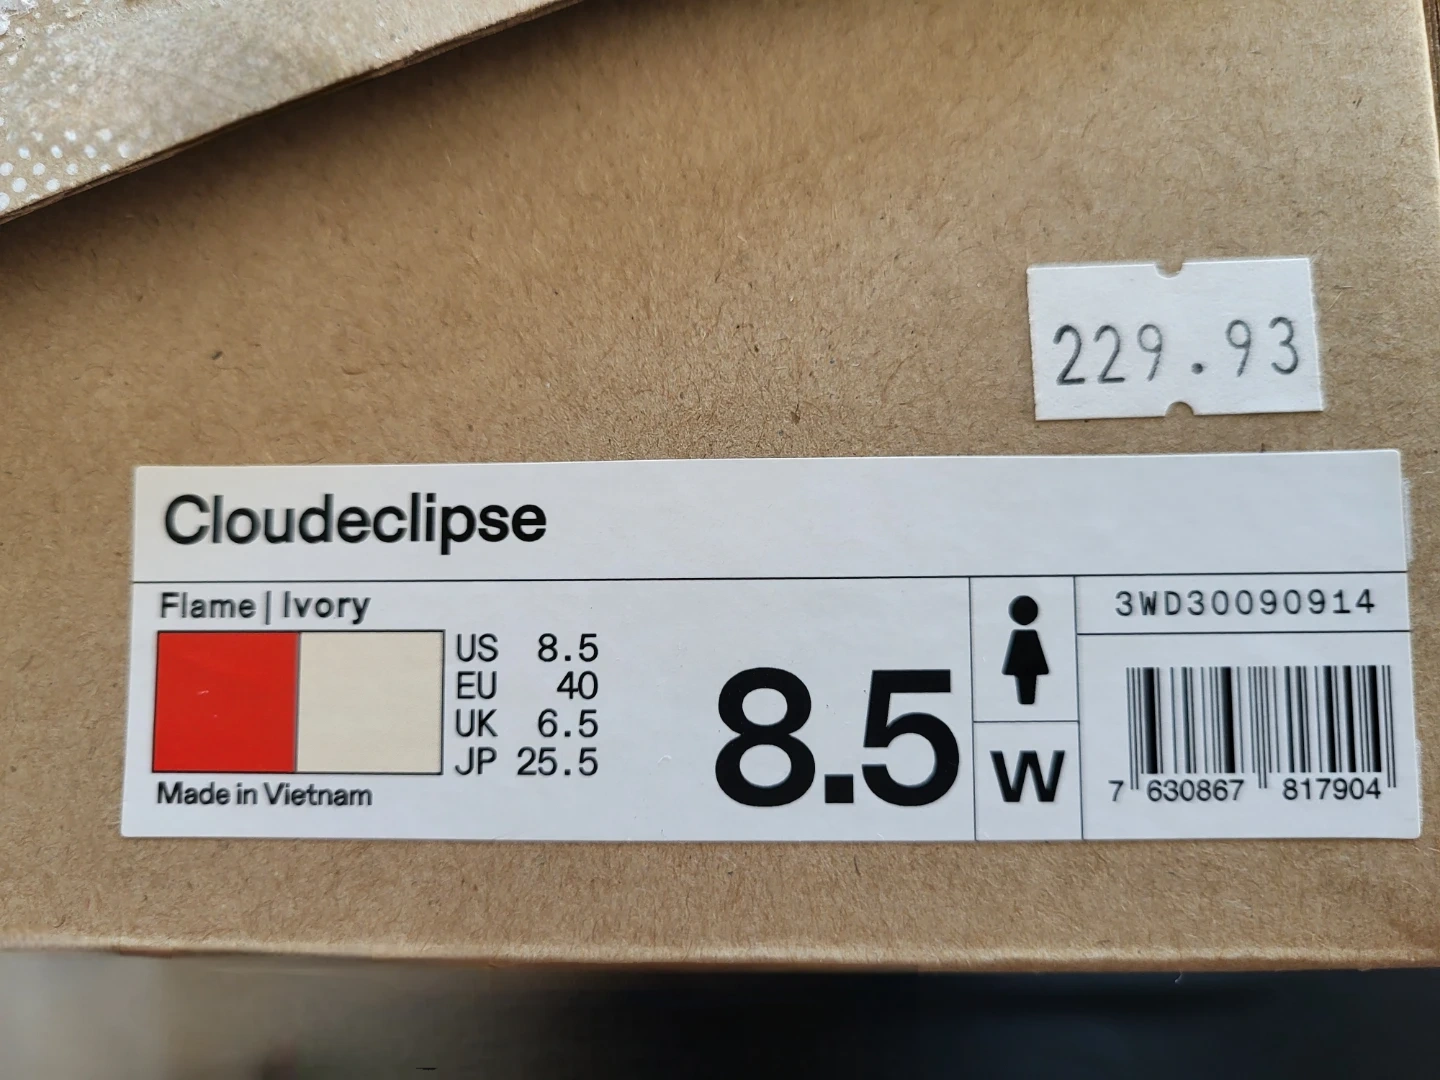 229.93
Cloudeclipse
Flame | Ivory
US 8.5
EU 40
UK 6.5
JP 25.5
Made in Vietnam
8.5
W
3WD30090914
7 630867 817904